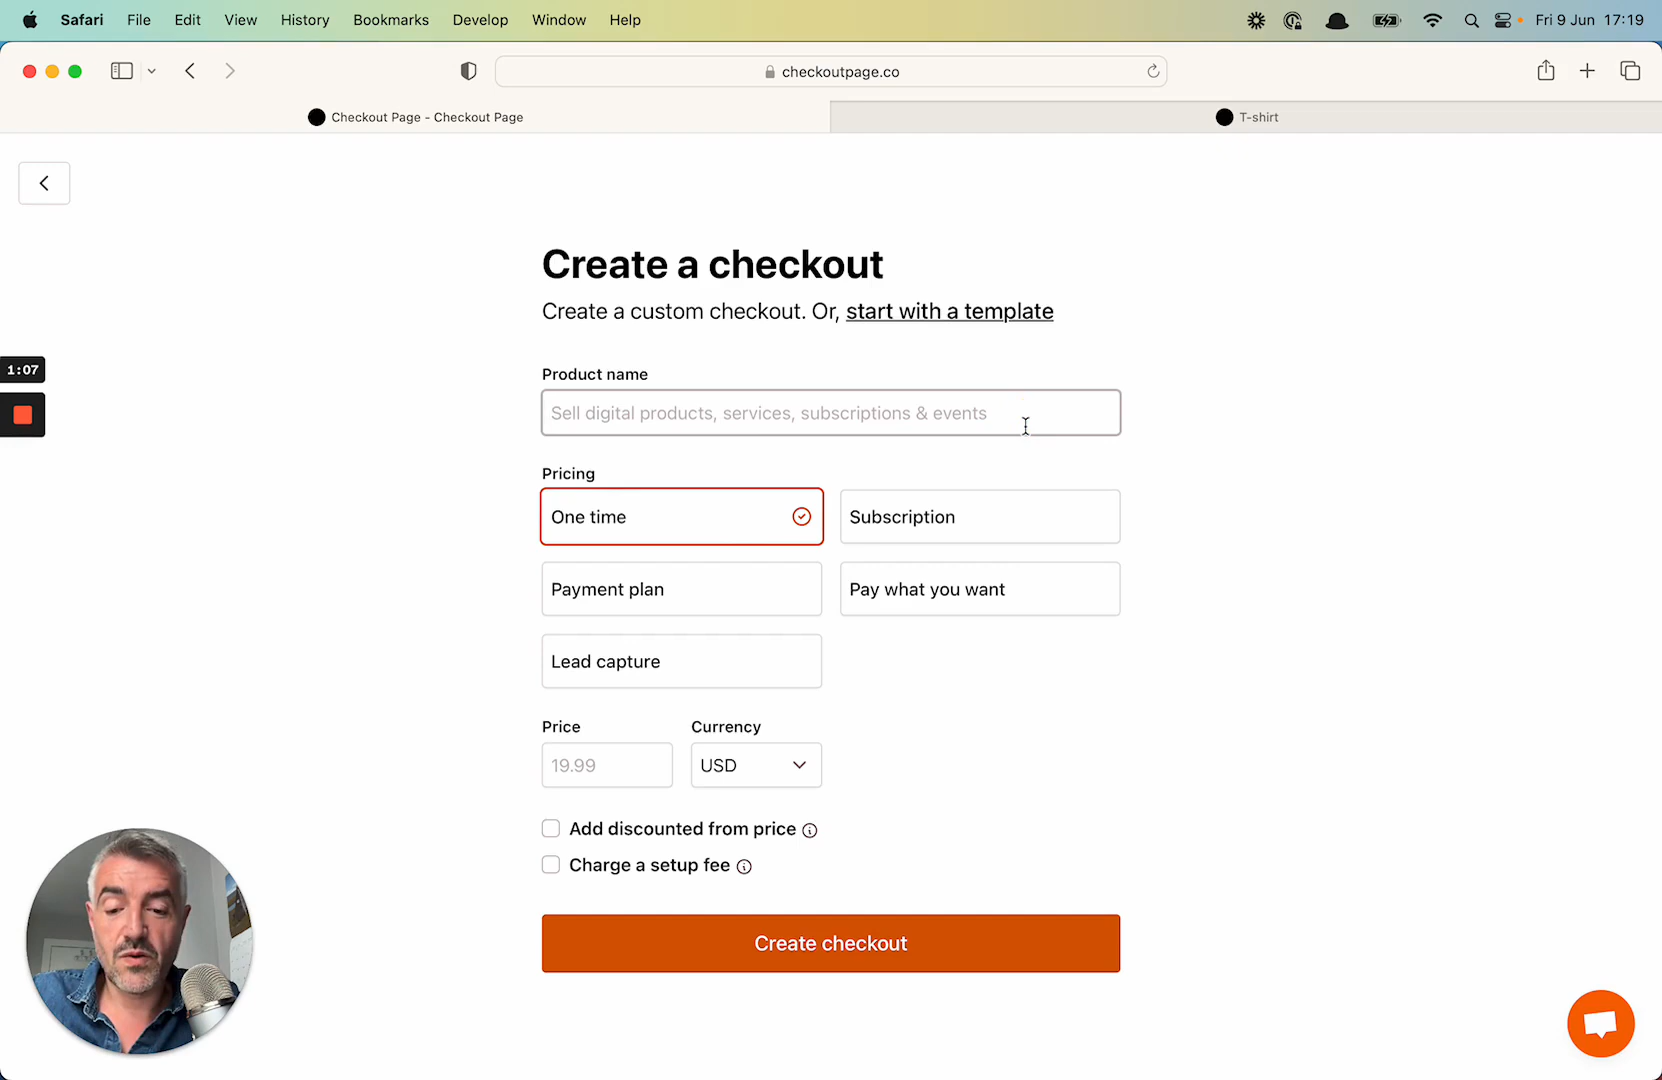 Safari File Edit View History Bookmarks Develop Window Help Fri 9 Jun 17:19
checkoutpage.co
Checkout Page - Checkout Page
T-shirt
Create a checkout
Create a custom checkout. Or, start with a template
1:07
Product name
Sell digital products, services, subscriptions & events
Pricing
One time
Subscription
Payment plan
Pay what you want
Lead capture
Price Currency
19.99 USD
Add discounted from price
Charge a setup fee
Create checkout